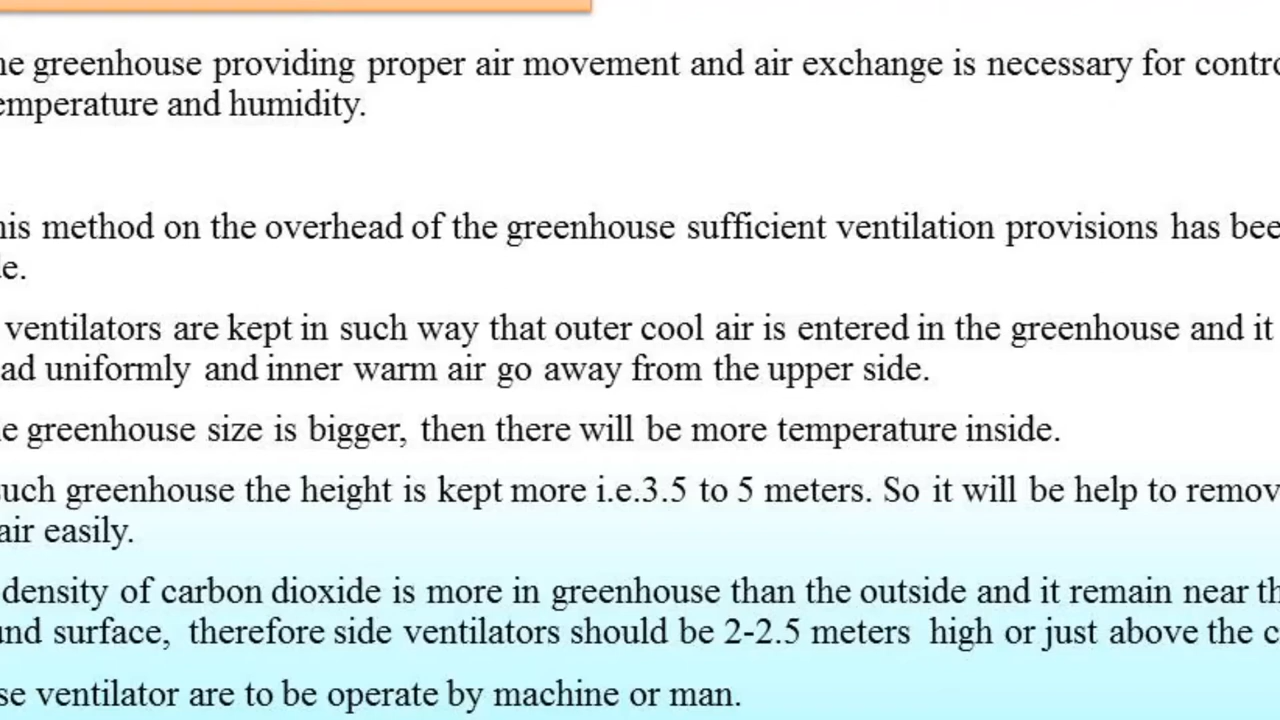 he greenhouse providing proper air movement and air exchange is necessary for contro
emperature and humidity.
his method on the overhead of the greenhouse sufficient ventilation provisions has bee
le.
ventilators are kept in such way that outer cool air is entered in the greenhouse and it
ad uniformly and inner warm air go away from the upper side.
e greenhouse size is bigger, then there will be more temperature inside.
such greenhouse the height is kept more i.e.3.5 to 5 meters. So it will be help to remov
air easily.
density of carbon dioxide is more in greenhouse than the outside and it remain near th
und surface, therefore side ventilators should be 2-2.5 meters high or just above the c
se ventilator are to be operate by machine or man.